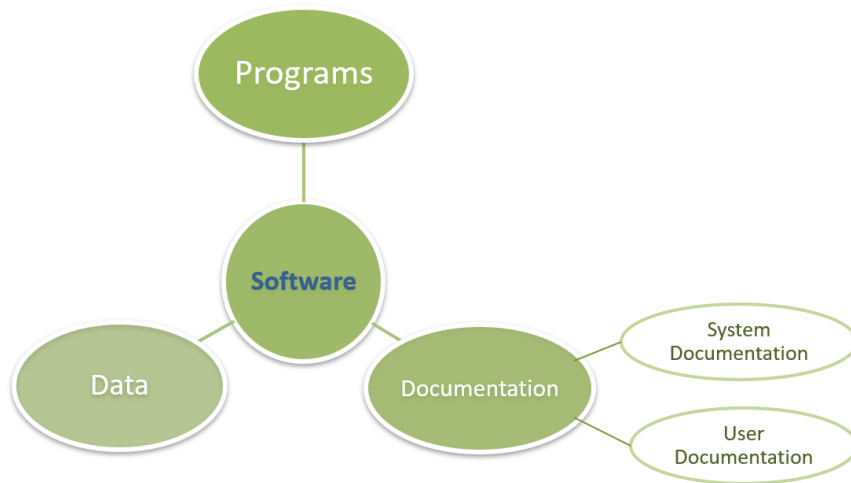 Programs
Software
Data
Documentation
System
Documentation
User
Documentation